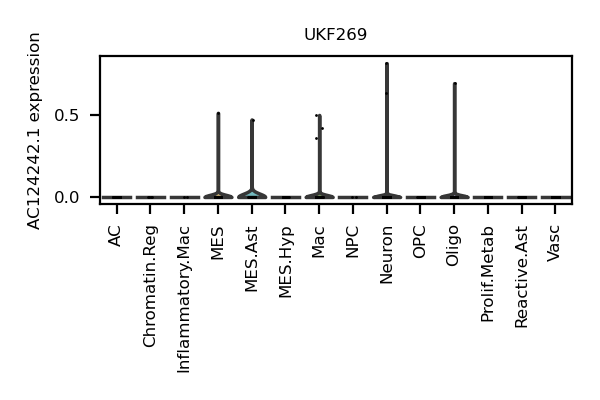 UKF269
AC124242.1 expression
0.5
0.0
AC
Chromatin.Reg
Inflammatory.Mac
MES
MES.Ast
MES.Hyp
Mac
NPC
Neuron
OPC
Oligo
Prolif.Metab
Reactive.Ast
Vasc